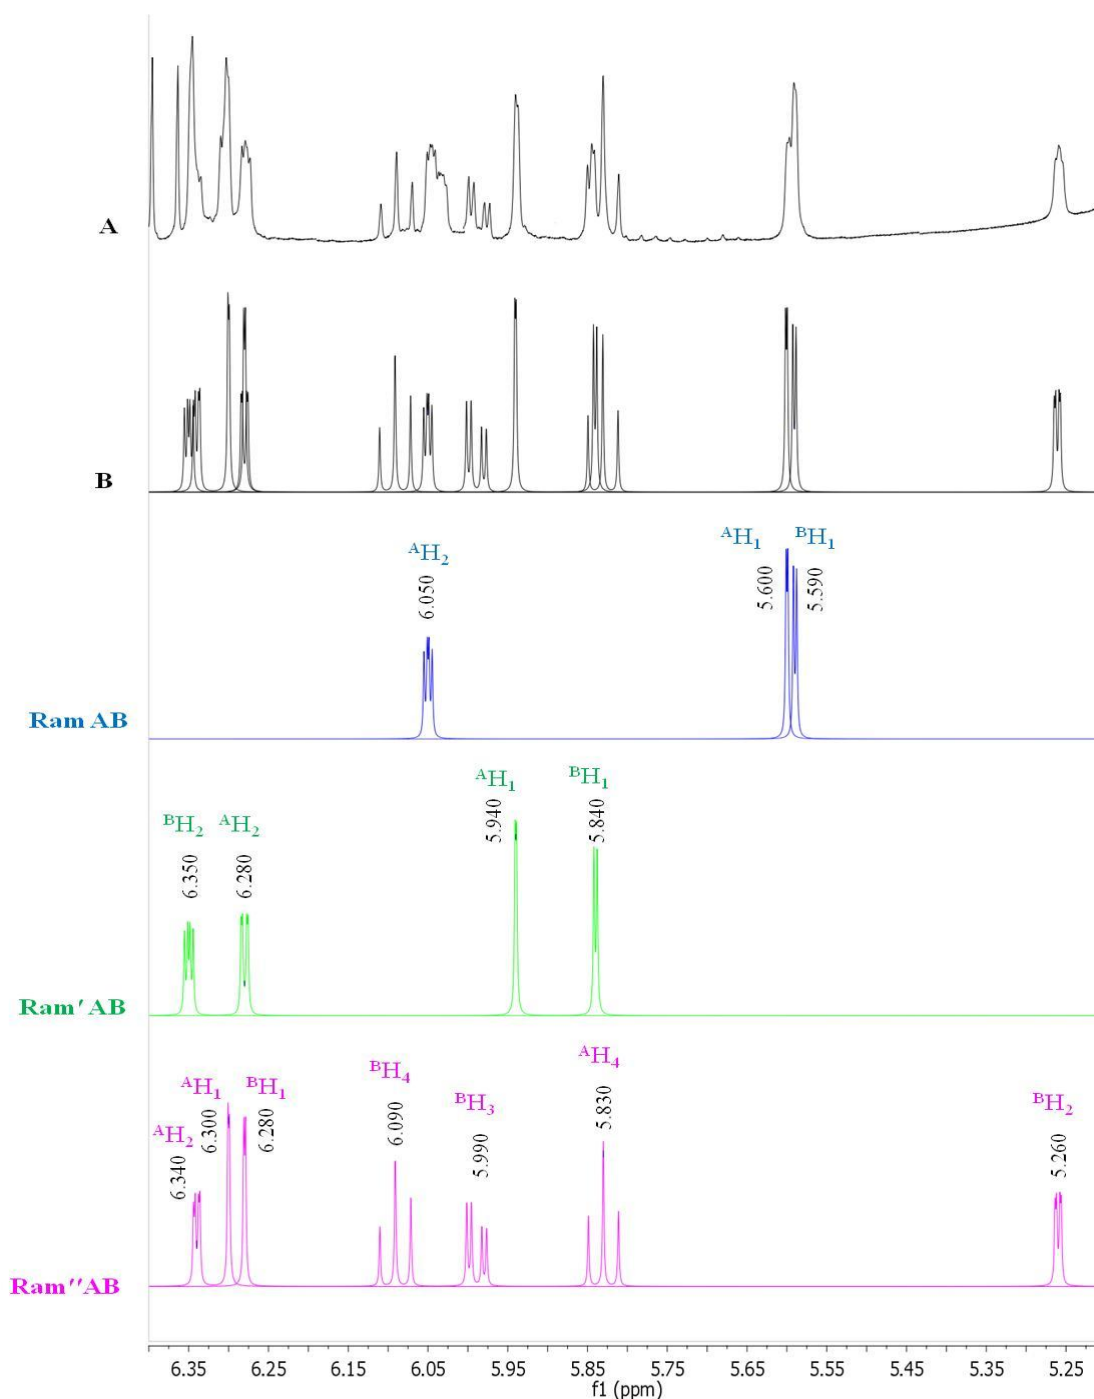 A
B
ᴬH₂
6.050
ᴬH₁
5.600
ᴮH₁
5.590
Ram AB
ᴮH₂
6.350
ᴬH₂
6.280
ᴬH₁
5.940
ᴮH₁
5.840
Ram′AB
ᴬH₂
6.340
ᴬH₁
6.300
ᴮH₁
6.280
ᴮH₄
6.090
ᴮH₃
5.990
ᴬH₄
5.830
ᴮH₂
5.260
Ram′′AB
6.35 6.25 6.15 6.05 5.95 5.85 5.75 5.65 5.55 5.45 5.35 5.25
f1 (ppm)